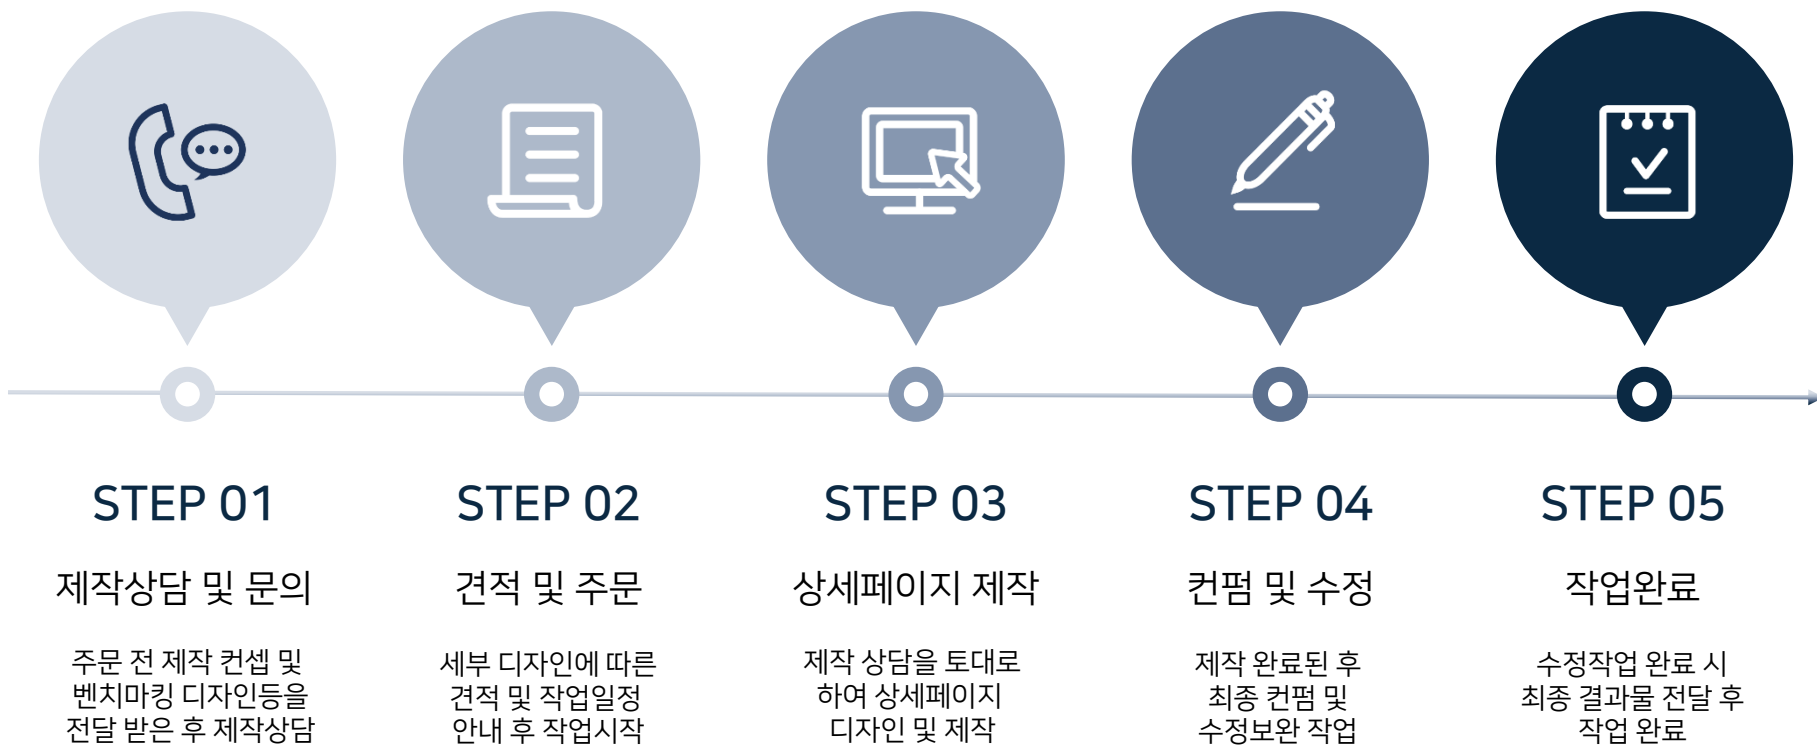 STEP 01
제작상담 및 문의
주문 전 제작 컨셉 및
벤치마킹 디자인등을
전달 받은 후 제작상담
STEP 02
견적 및 주문
세부 디자인에 따른
견적 및 작업일정
안내 후 작업시작
STEP 03
상세페이지 제작
제작 상담을 토대로
하여 상세페이지
디자인 및 제작
STEP 04
컨펌 및 수정
제작 완료된 후
최종 컨펌 및
수정보완 작업
STEP 05
작업완료
수정작업 완료 시
최종 결과물 전달 후
작업 완료